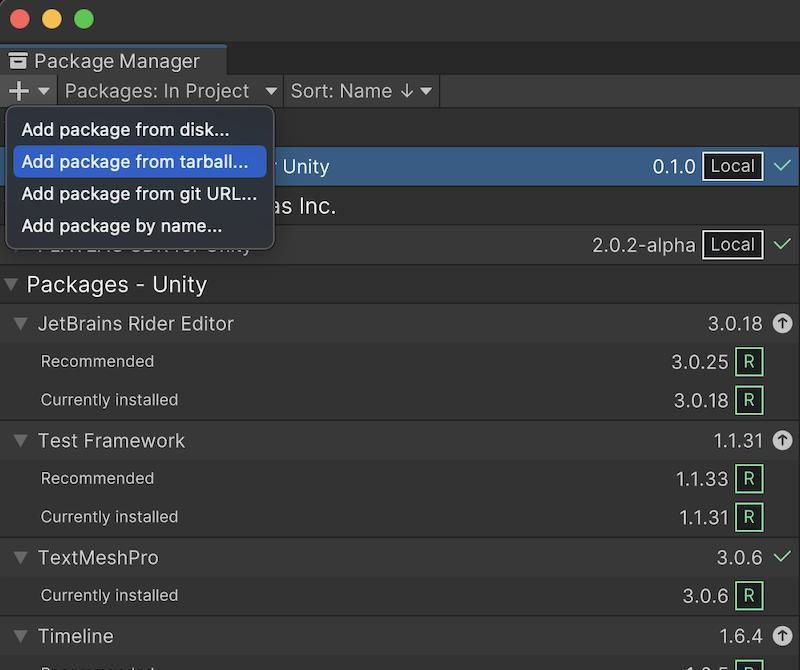 Package Manager
Packages: In Project Sort: Name ↓
Add package from disk...
Add package from tarball...
Unity 0.1.0 Local
Add package from git URL...
as Inc.
Add package by name...
for Unity 2.0.2-alpha Local
Packages - Unity
JetBrains Rider Editor 3.0.18
Recommended 3.0.25 R
Currently installed 3.0.18 R
Test Framework 1.1.31
Recommended 1.1.33 R
Currently installed 1.1.31 R
TextMeshPro 3.0.6
Currently installed 3.0.6 R
Timeline 1.6.4